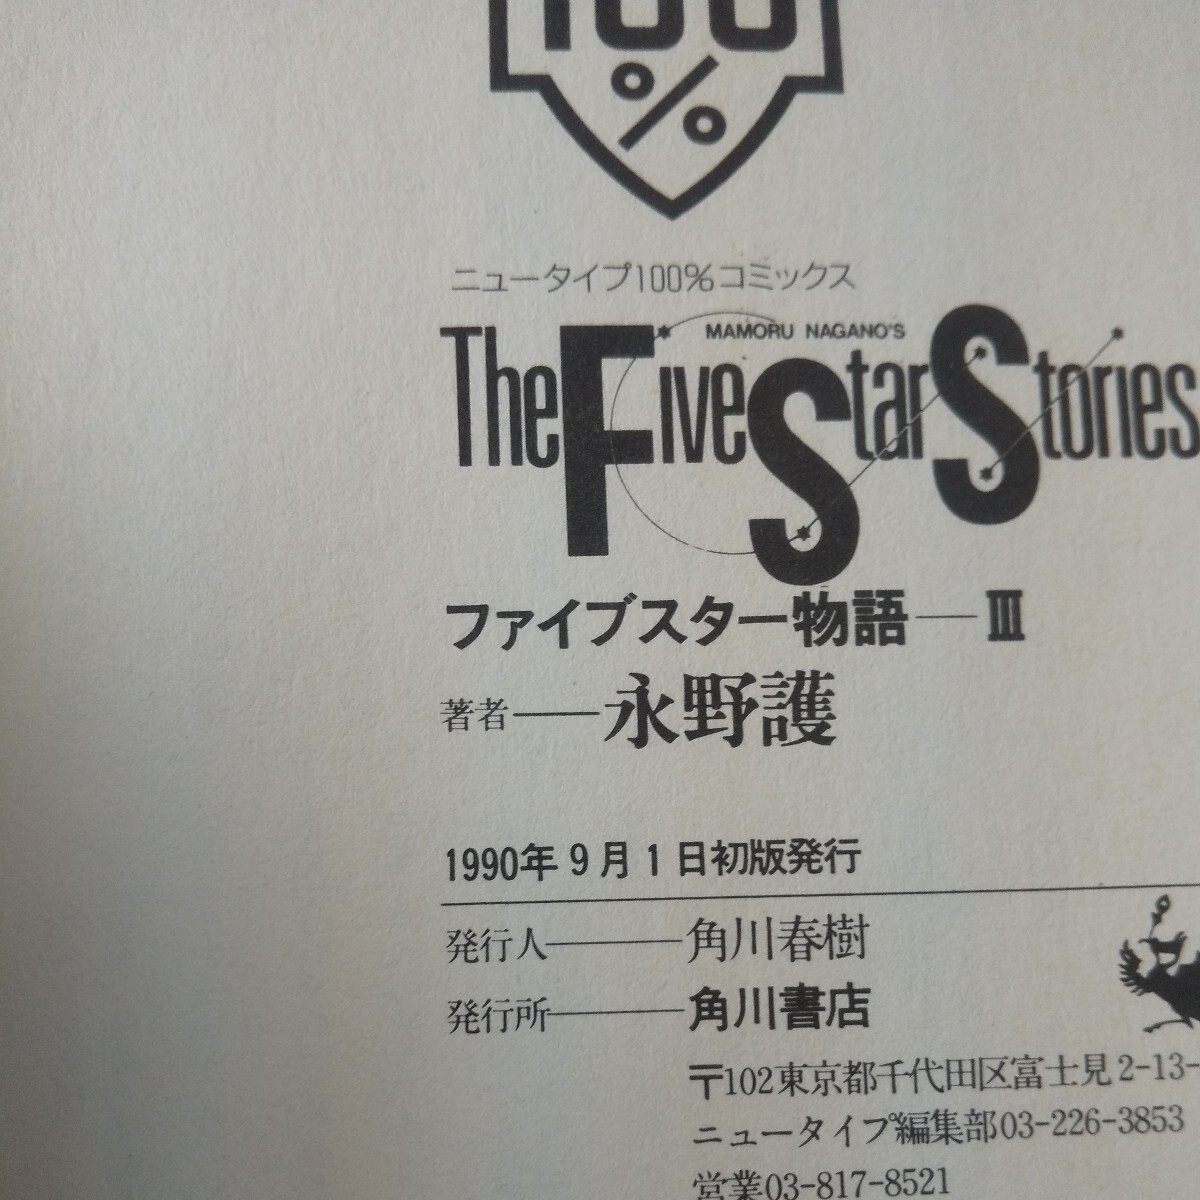 100
%
ニュータイプ100%コミックス
MAMORU NAGANO'S
The Five Star Stories
ファイブスター物語―III
著者――永野護
1990年9月1日初版発行
発行人―――角川春樹
発行所―――角川書店
〒102東京都千代田区富士見2-13-
ニュータイプ編集部03-226-3853
営業03-817-8521